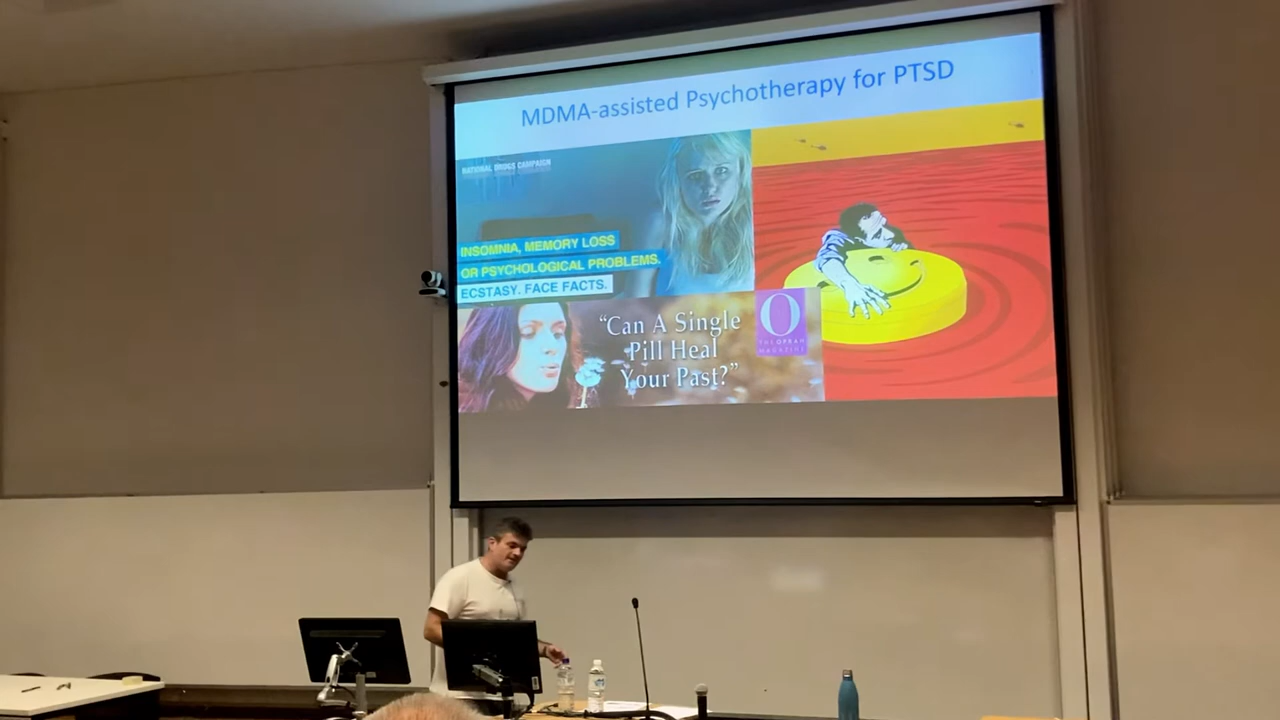 MDMA-assisted Psychotherapy for PTSD
NATIONAL DRUGS CAMPAIGN
INSOMNIA, MEMORY LOSS
OR PSYCHOLOGICAL PROBLEMS.
ECSTASY. FACE FACTS.
“Can A Single
Pill Heal
Your Past?”
O
THE OPRAH
MAGAZINE